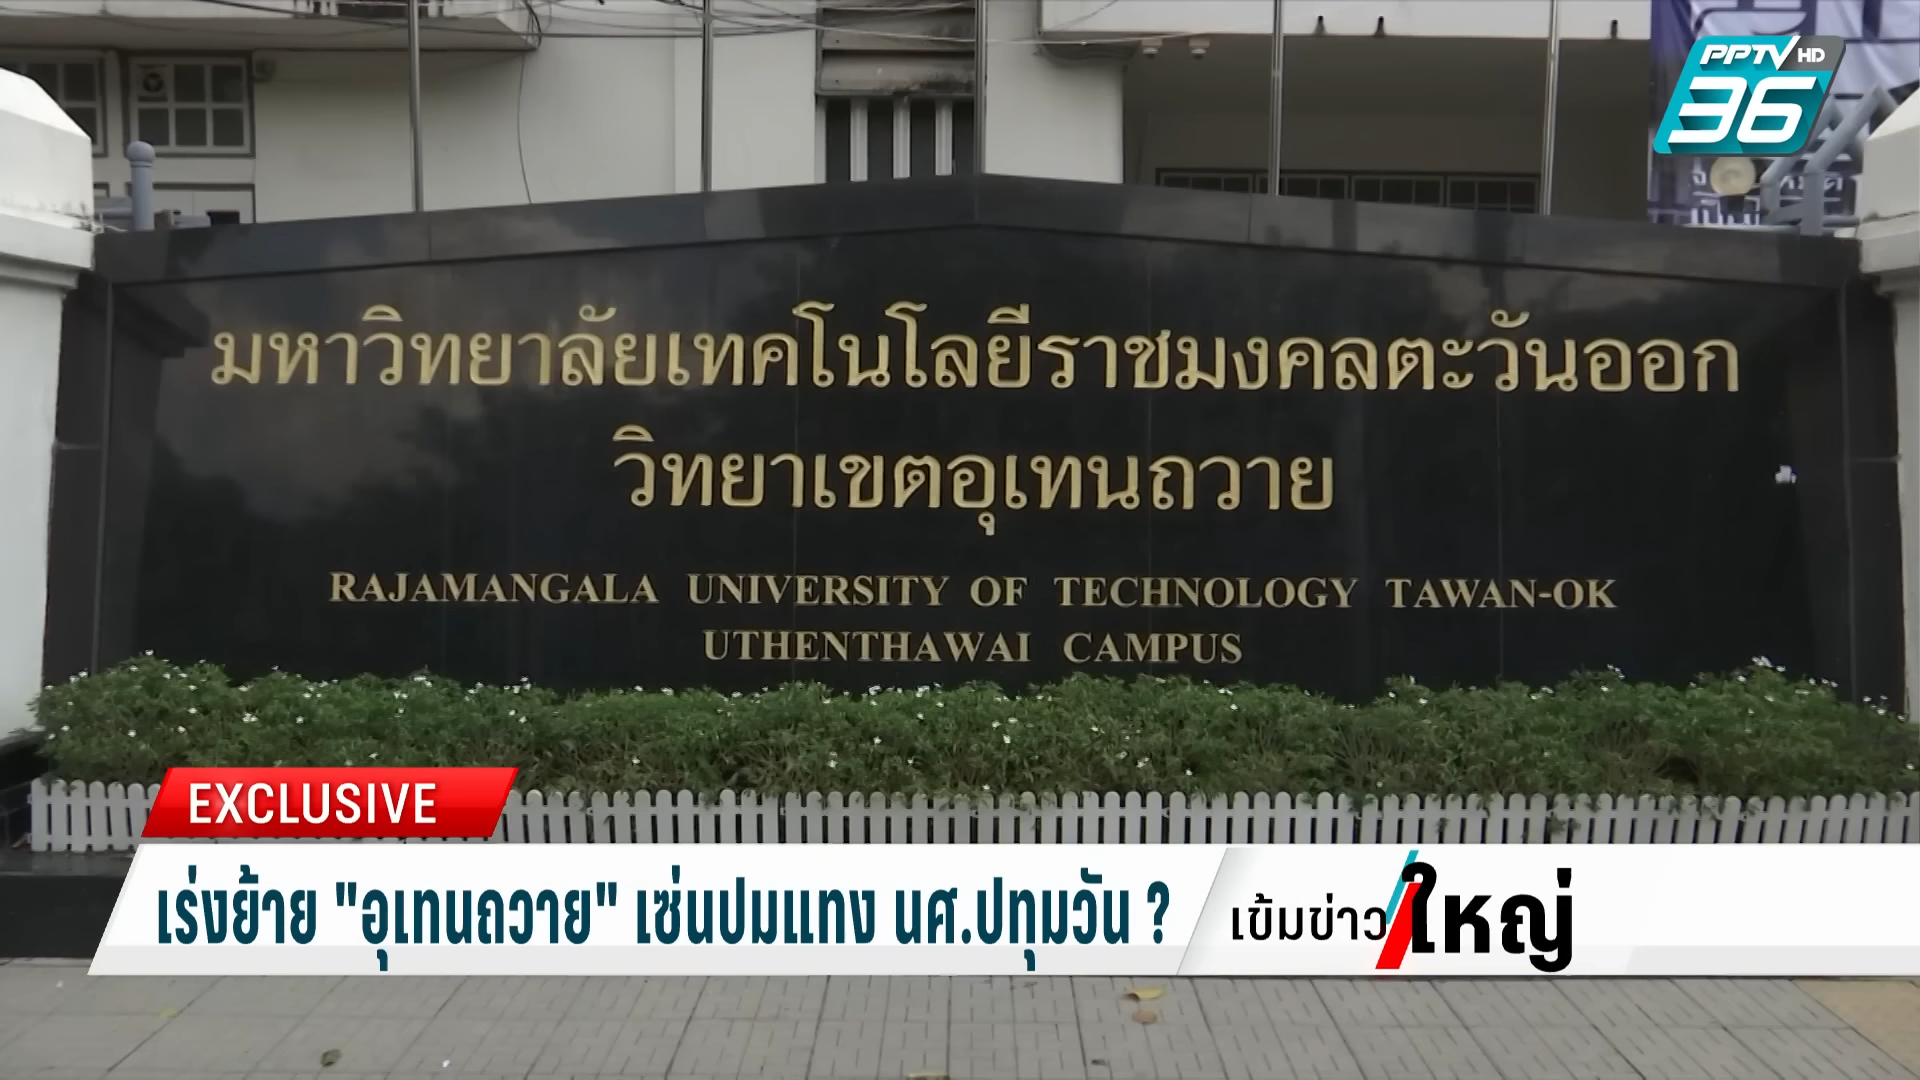 PPTV HD
36
มหาวิทยาลัยเทคโนโลยีราชมงคลตะวันออก
วิทยาเขตอุเทนถวาย
RAJAMANGALA UNIVERSITY OF TECHNOLOGY TAWAN-OK
UTHENTHAWAI CAMPUS
EXCLUSIVE
เร่งย้าย "อุเทนถวาย" เซ่นปมแทง นศ.ปทุมวัน ?
เข้มข่าวใหญ่